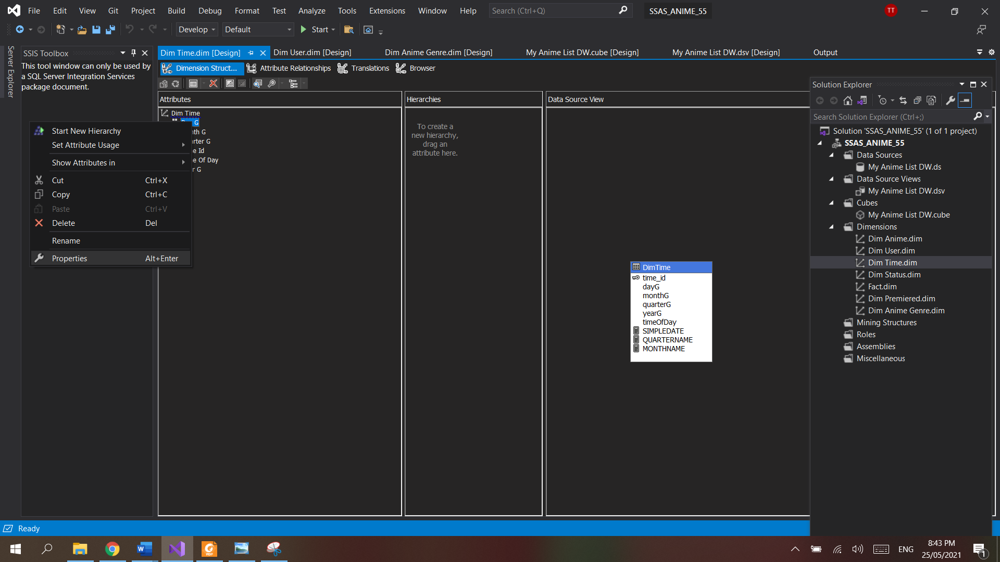 File Edit View Git Project Build Debug Format Test Analyze Tools Extensions Window Help Search (Ctrl+Q) SSAS_ANIME_55 TT
Develop Default Start
Server Explorer
SSIS Toolbox
This tool window can only be used by
a SQL Server Integration Services
package document.
Dim Time.dim [Design] Dim User.dim [Design] Dim Anime Genre.dim [Design] My Anime List DW.cube [Design] My Anime List DW.dsv [Design] Output
Dimension Struct... Attribute Relationships Translations Browser
Attributes
Dim Time
G
th G
rter G
e Id
e Of Day
r G
Start New Hierarchy
Set Attribute Usage
Show Attributes in
Cut Ctrl+X
Copy Ctrl+C
Paste Ctrl+V
Delete Del
Rename
Properties Alt+Enter
Hierarchies
To create a
new hierarchy,
drag an
attribute here.
Data Source View
DimTime
time_id
dayG
monthG
quarterG
yearG
timeOfDay
SIMPLEDATE
QUARTERNAME
MONTHNAME
Solution Explorer
Search Solution Explorer (Ctrl+;)
Solution 'SSAS_ANIME_55' (1 of 1 project)
SSAS_ANIME_55
Data Sources
My Anime List DW.ds
Data Source Views
My Anime List DW.dsv
Cubes
My Anime List DW.cube
Dimensions
Dim Anime.dim
Dim User.dim
Dim Time.dim
Dim Status.dim
Fact.dim
Dim Premiered.dim
Dim Anime Genre.dim
Mining Structures
Roles
Assemblies
Miscellaneous
Ready
W
PDF
ENG
8:43 PM
25/05/2021
1